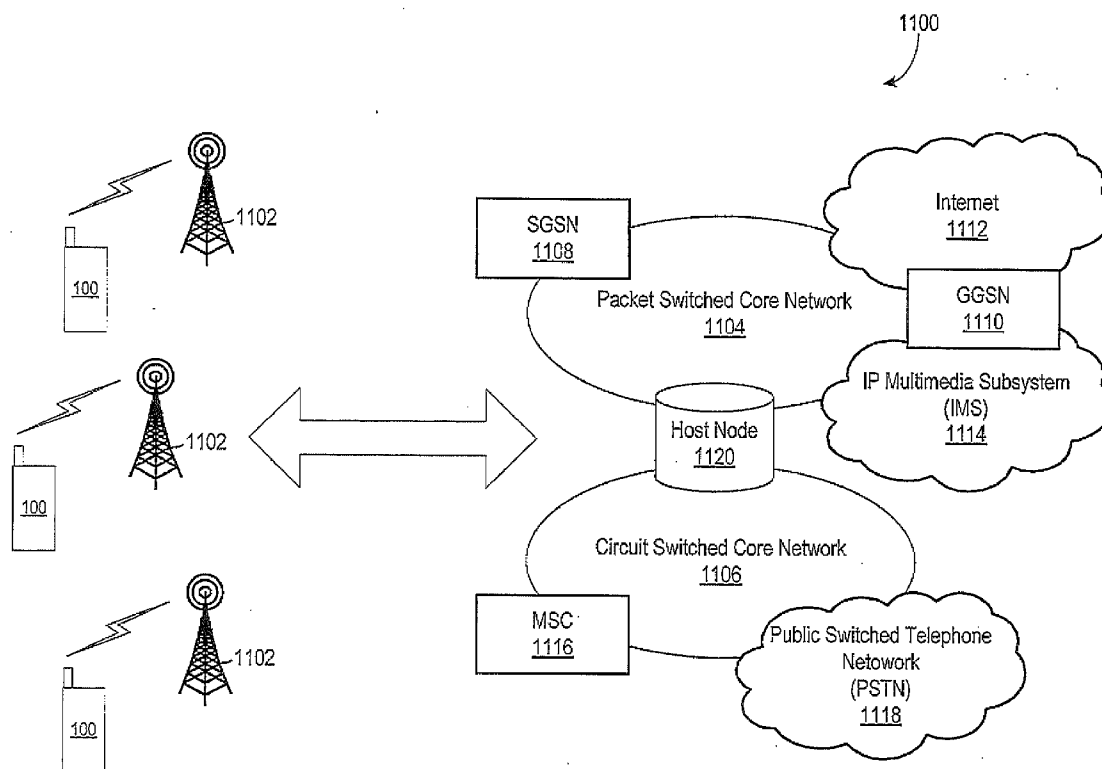 1100
1102
100
1102
100
1102
100
SGSN
1108
Packet Switched Core Network
1104
Internet
1112
GGSN
1110
IP Multimedia Subsystem
(IMS)
1114
Host Node
1120
Circuit Switched Core Network
1106
MSC
1116
Public Switched Telephone
Netowork
(PSTN)
1118